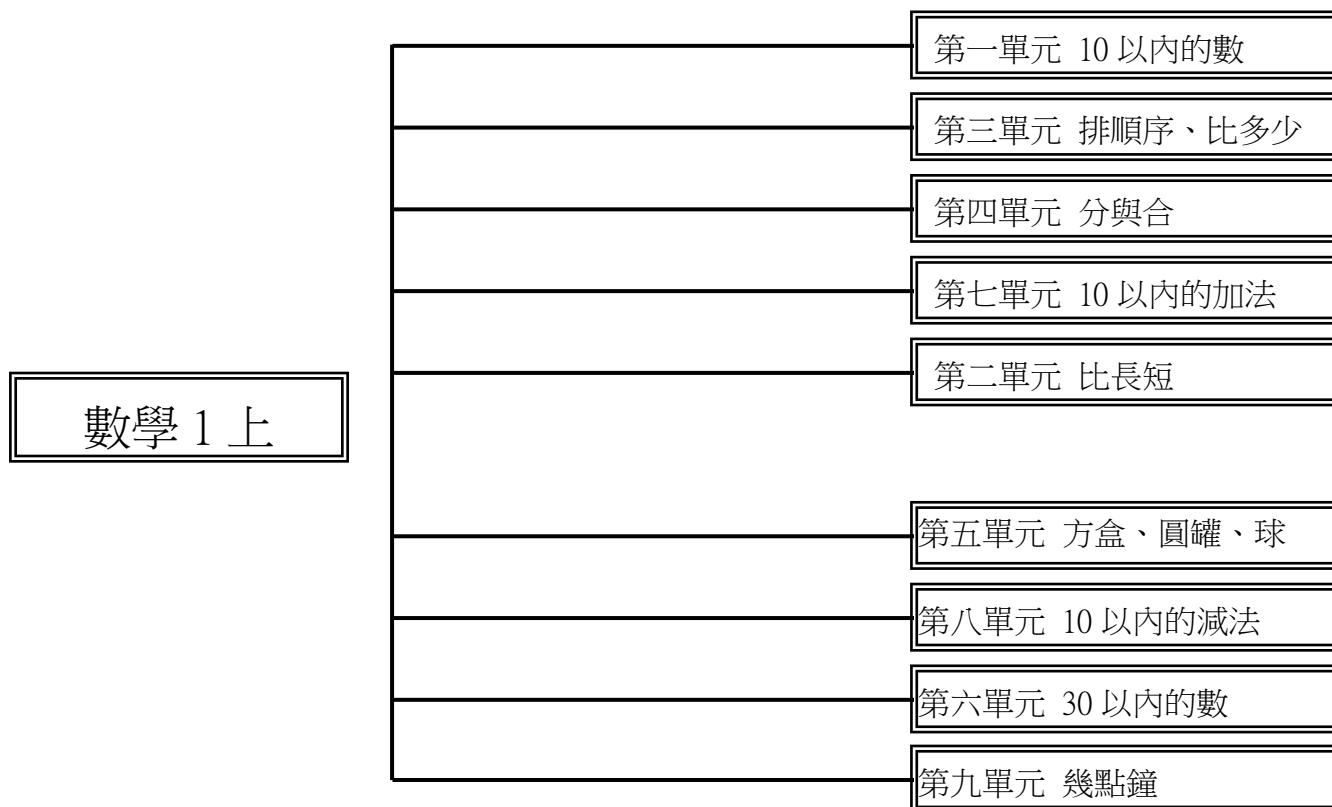 第一單元 10 以內的數
第三單元 排順序、比多少
第四單元 分與合
第七單元 10 以內的加法
第二單元 比長短
數學 1 上
第五單元 方盒、圓罐、球
第八單元 10 以內的減法
第六單元 30 以內的數
第九單元 幾點鐘